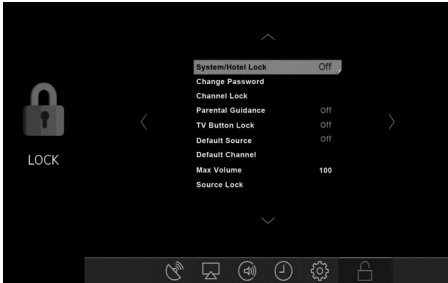 System/Hotel Lock Off
Change Password
Channel Lock
Parental Guidance Off
TV Button Lock Off
Default Source Off
Default Channel
Max Volume 100
Source Lock
LOCK